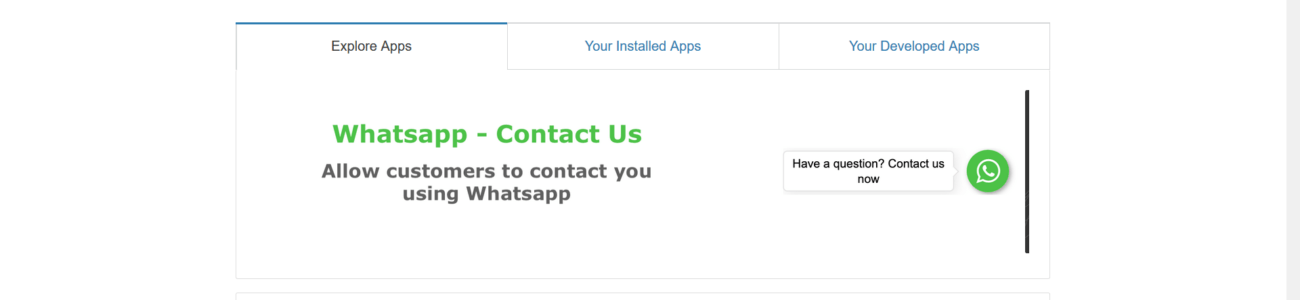 Explore Apps
Your Installed Apps
Your Developed Apps
Whatsapp - Contact Us
Allow customers to contact you
using Whatsapp
Have a question? Contact us
now